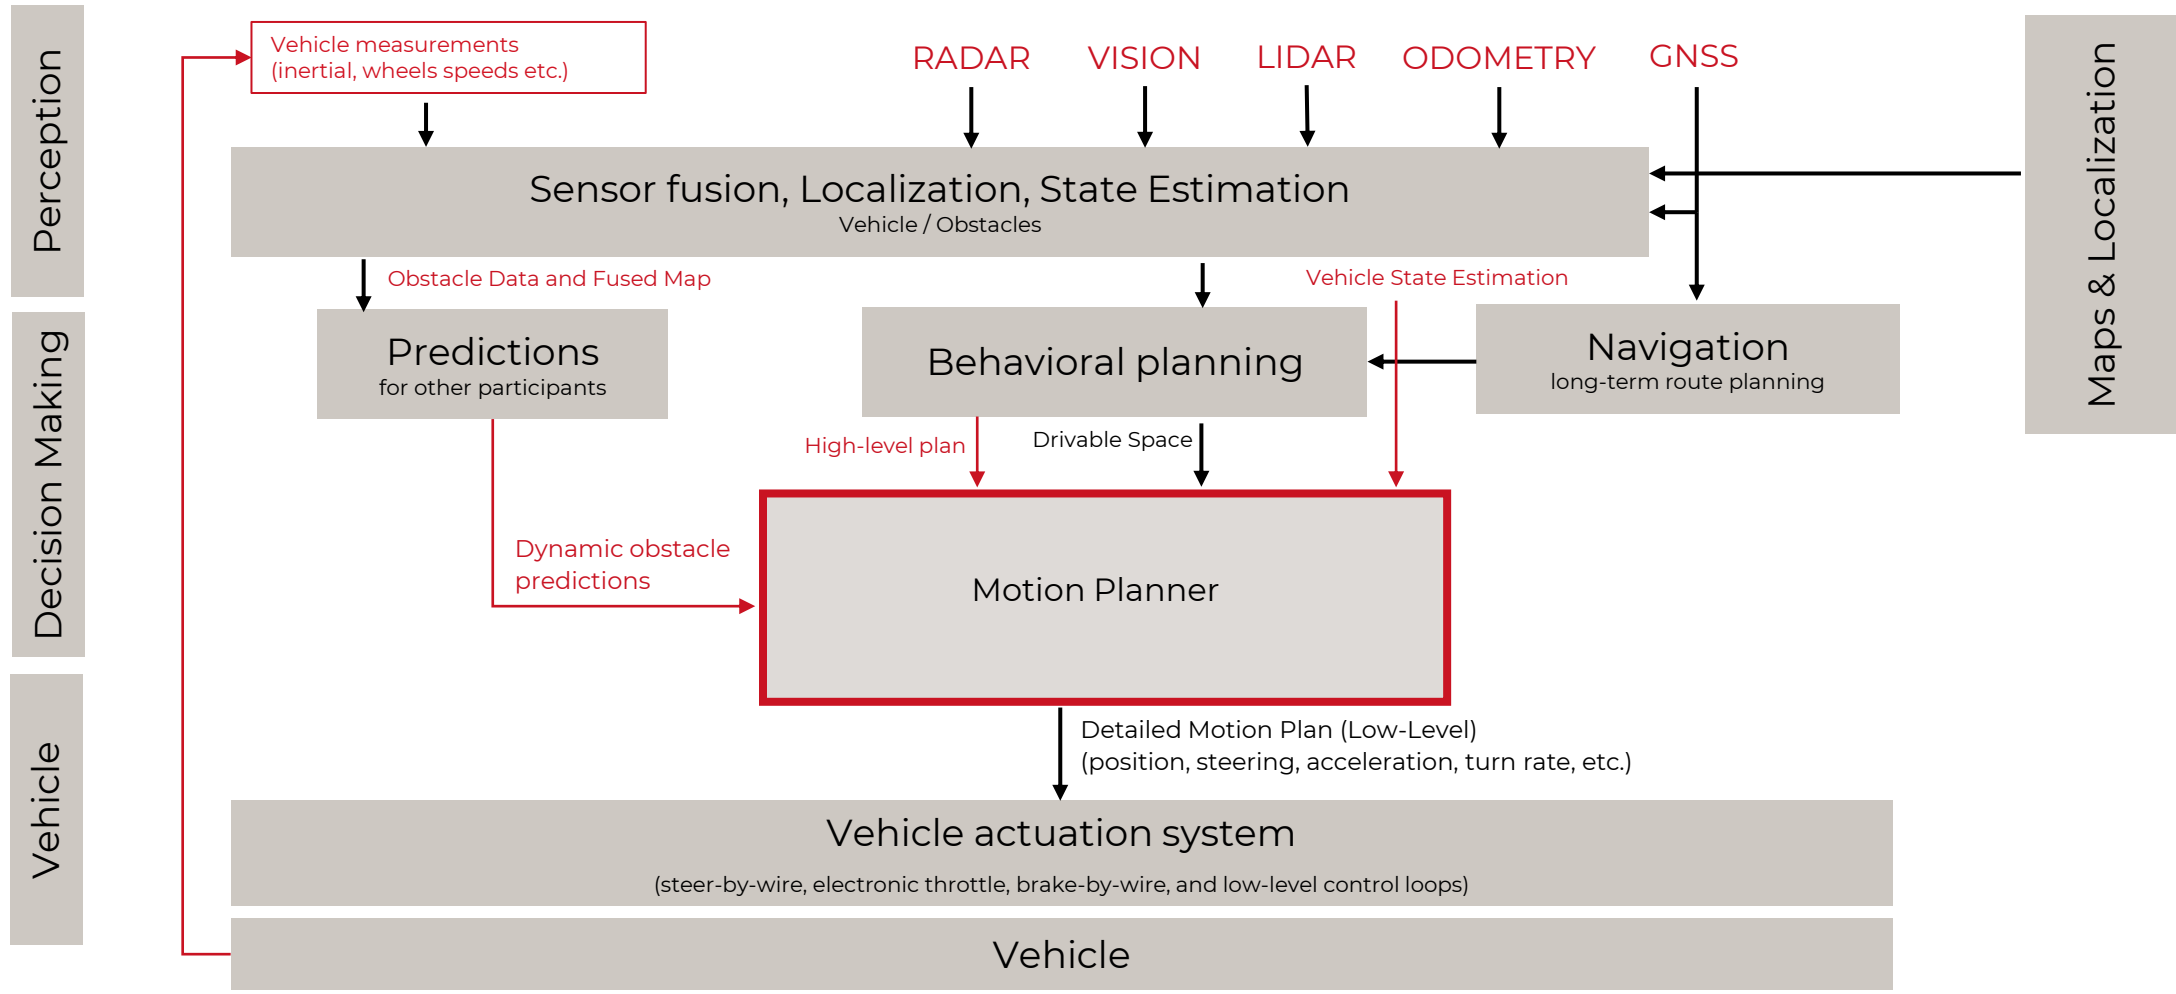 Perception
Vehicle measurements
(inertial, wheels speeds etc.)
RADAR
VISION
LIDAR
ODOMETRY
GNSS
Maps & Localization
Sensor fusion, Localization, State Estimation
Vehicle / Obstacles
Obstacle Data and Fused Map
Vehicle State Estimation
Decision Making
Predictions
for other participants
Behavioral planning
Navigation
long-term route planning
High-level plan
Drivable Space
Dynamic obstacle
predictions
Motion Planner
Vehicle
Detailed Motion Plan (Low-Level)
(position, steering, acceleration, turn rate, etc.)
Vehicle actuation system
(steer-by-wire, electronic throttle, brake-by-wire, and low-level control loops)
Vehicle